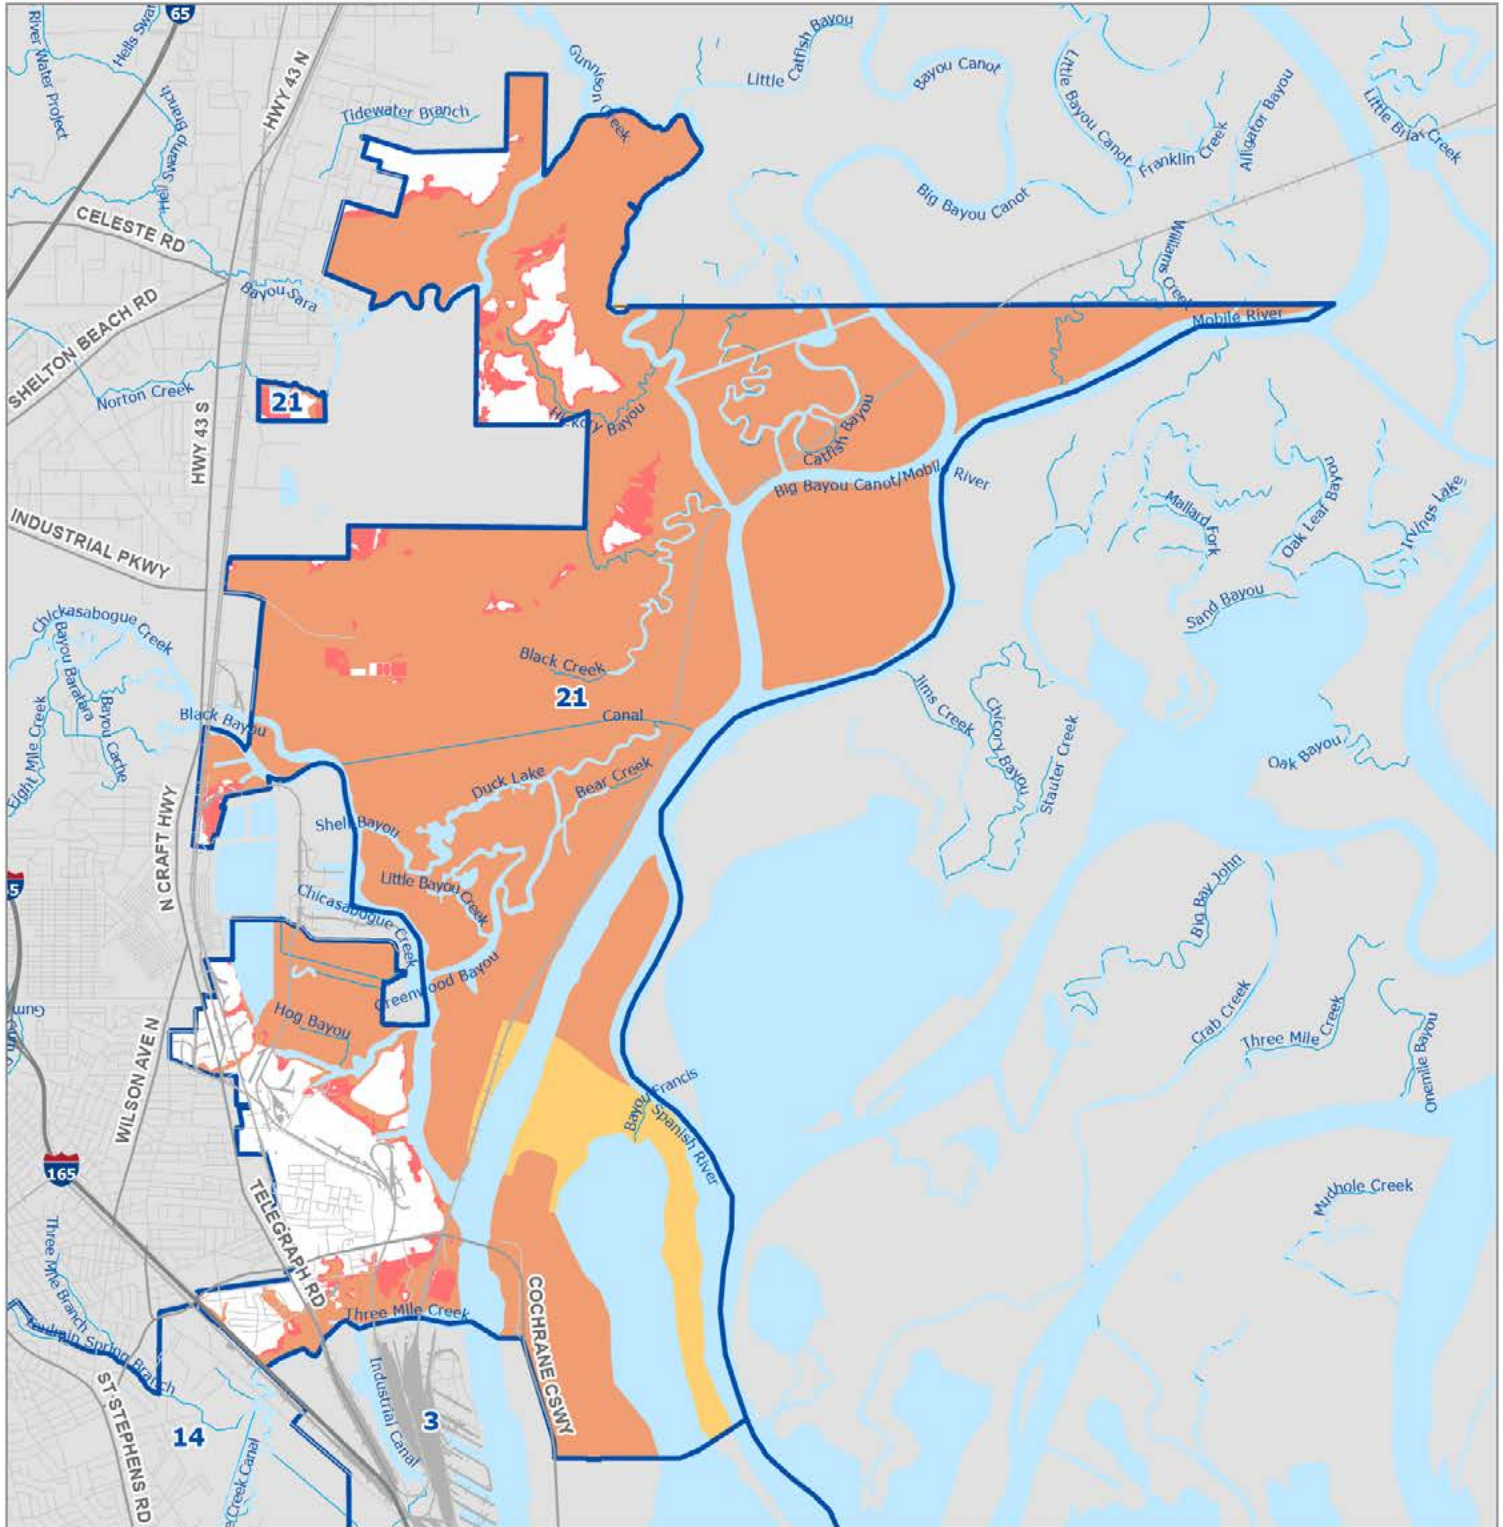 65
River Water Project
Hells Swa
Hell Swamp Branch
HWY 43 N
Tidewater Branch
Gunnison Creek
Little Catfish Bayou
Bayou Canot
Little Bayou Canot
Franklin Creek
Alligator Bayou
Little Briar Creek
Big Bayou Canot
Williams Creek
CELESTE RD
Bayou Sara
SHELTON BEACH RD
Norton Creek
21
HWY 43 S
Hickory Bayou
Catfish Bayou
Mobile River
Big Bayou Canot/Mobile River
Mallard Fork
Oak Leaf Bayou
Irvings Lake
Sand Bayou
INDUSTRIAL PKWY
Chickasabogue Creek
Bayou Barabara
Bayou Cache
Eight Mile Creek
Black Creek
21
Canal
Black Bayou
Jims Creek
Chicory Bayou
Stauter Creek
Oak Bayou
Duck Lake
Bear Creek
Shell Bayou
N CRAFT HWY
Little Bayou Creek
5
Chicasabogue Creek
Greenwood Bayou
Hog Bayou
Big Bay John
Crab Creek
Three Mile Creek
Onemile Bayou
Gum
WILSON AVE N
Bayou Francis
Spanish River
165
TELEGRAPH RD
Mudhole Creek
Three Mile Branch
Toulmin Spring Branch
Three Mile Creek
COCHRANE CSWY
Industrial Canal
3
14
ST STEPHENS RD
e Creek Canal